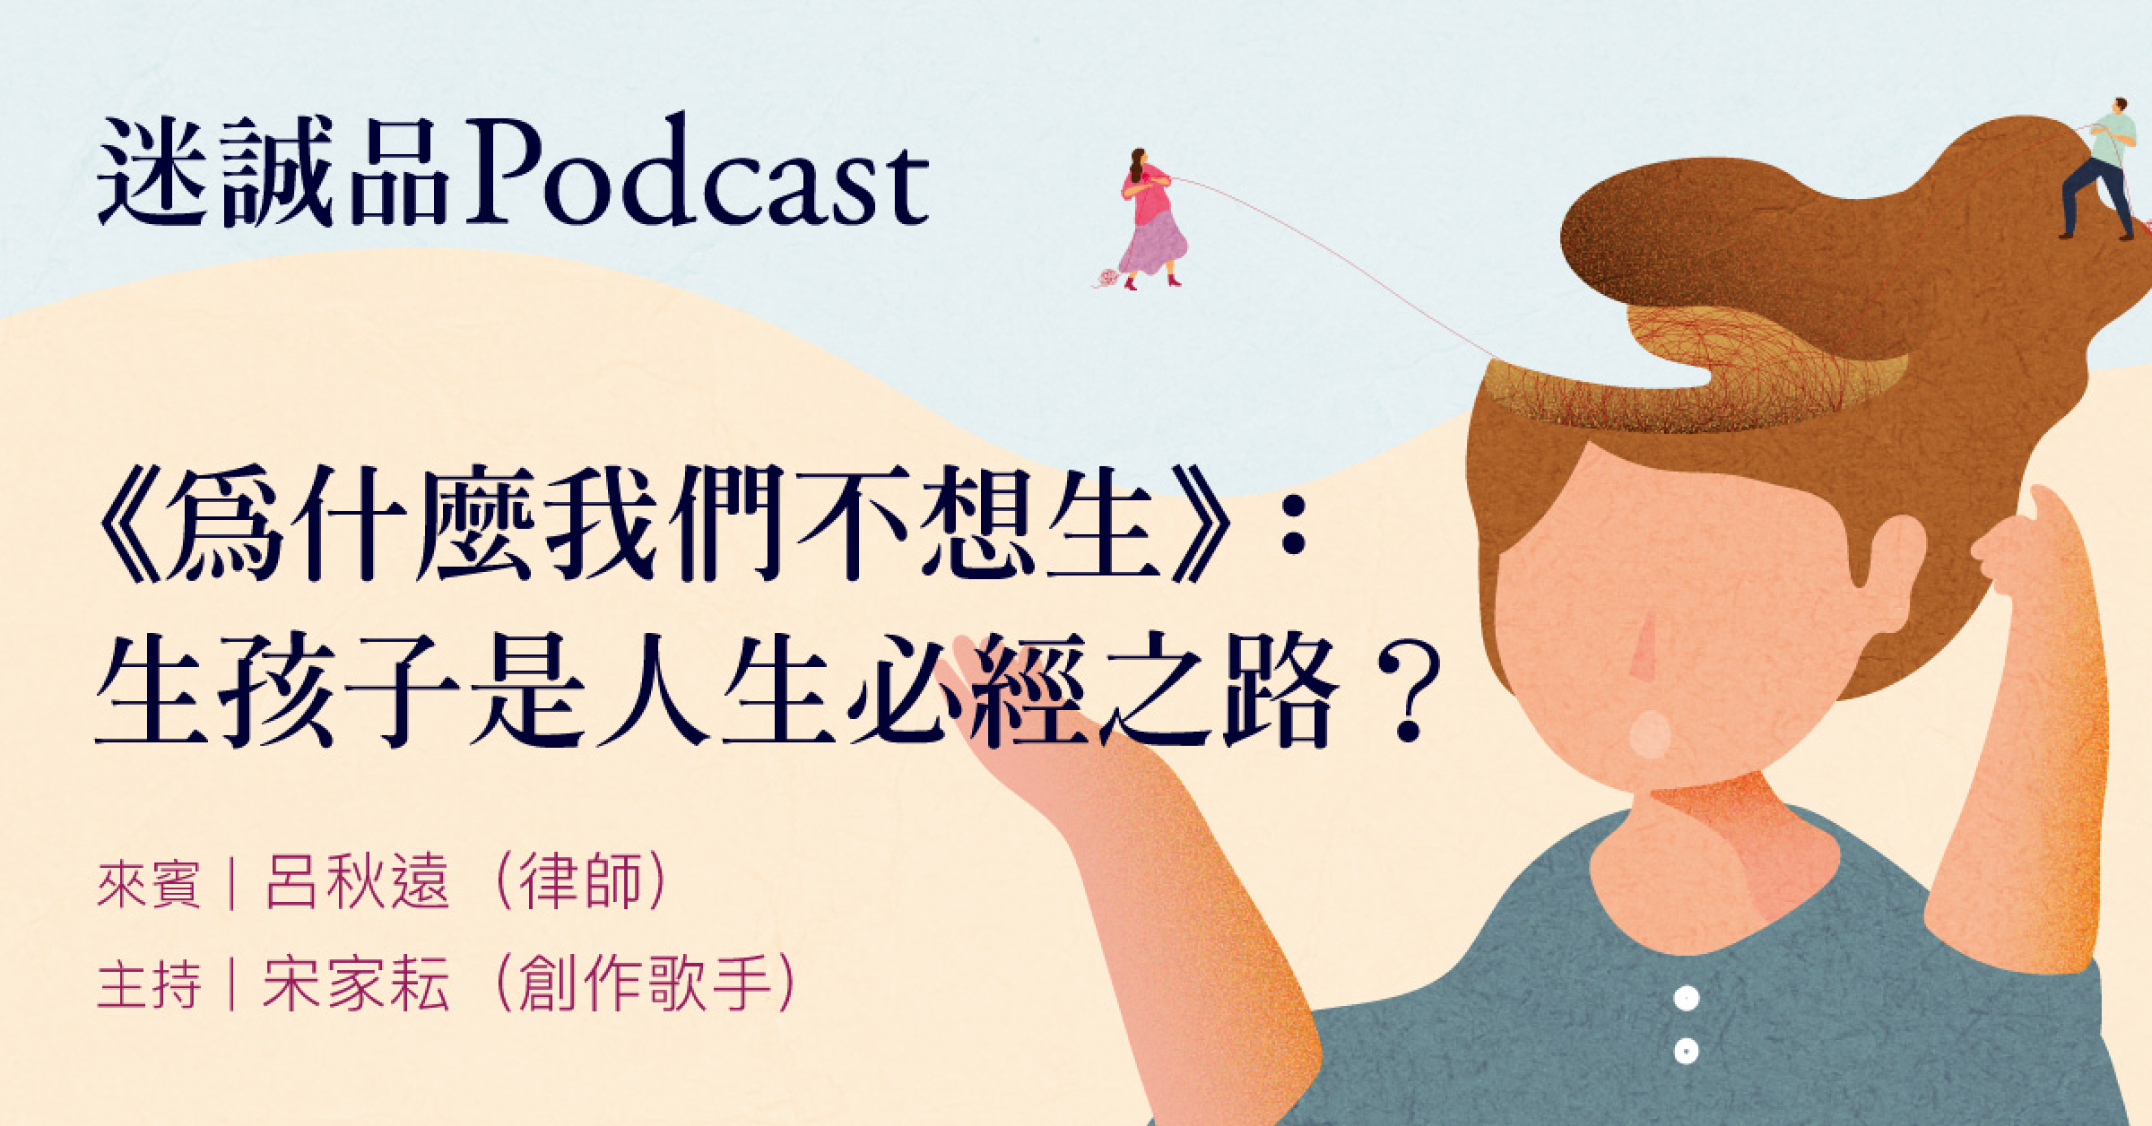 迷誠品Podcast
《為什麼我們不想生》：
生孩子是人生必經之路？
來賓｜呂秋遠（律師）
主持｜宋家耘（創作歌手）